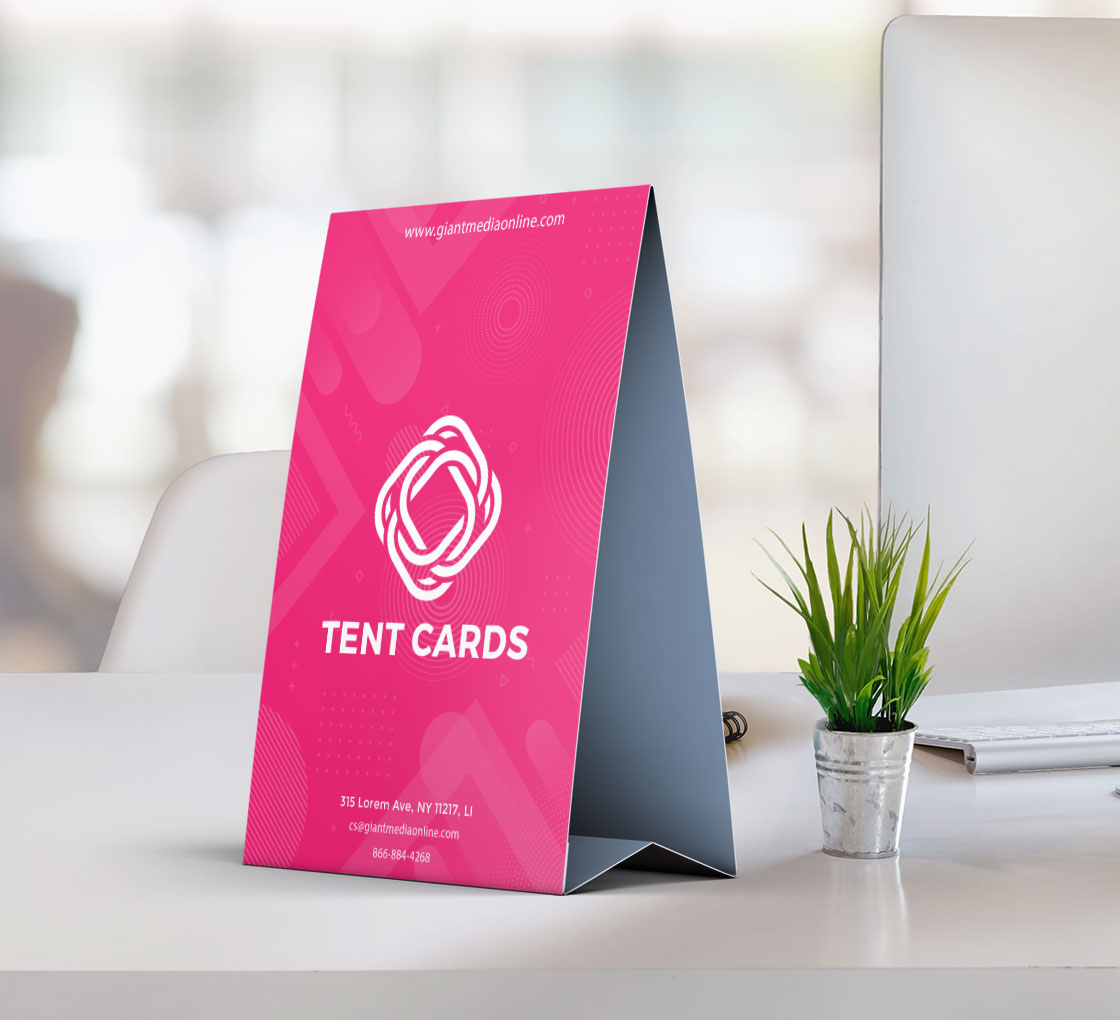 www.giantmediaonline.com
TENT CARDS
315 Lorem Ave, NY 11217, LI
cs@giantmediaonline.com
866-884-4268